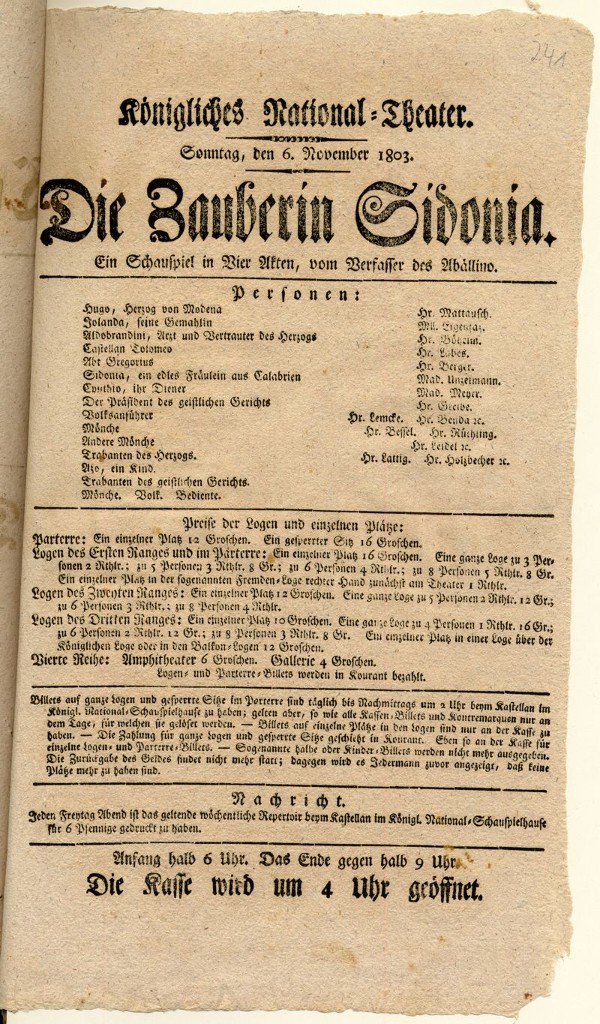 241
Königliches National-Theater.
Sonntag, den 6. November 1803.
Die Zauberin Sidonia.
Ein Schauspiel in Vier Akten, vom Verfasser des Abällino.
Personen:
Hugo, Herzog von Modena Hr. Mattausch.
Jolanda, seine Gemahlin Mll. Eigensaz.
Aldobrandini, Arzt und Vertrauter des Herzogs Hr. Böheim.
Castellan Tolomeo Hr. Labes.
Abt Gregorius Hr. Berger.
Sidonia, ein edles Fräulein aus Calabrien Mad. Unzelmann.
Cynthio, ihr Diener Mad. Meyer.
Der Präsident des geistlichen Gerichts Hr. Greibe.
Volksanführer Hr. Lemcke. Hr. Benda ꝛc.
Mönche Hr. Bessel. Hr. Rüthling.
Andere Mönche Hr. Leidel ꝛc.
Trabanten des Herzogs. Hr. Lattig. Hr. Holzbecher ꝛc.
Azo, ein Kind.
Trabanten des geistlichen Gerichts.
Mönche. Volk. Bediente.
Preise der Logen und einzelnen Plätze:
Parterre: Ein einzelner Platz 12 Groschen. Ein gesperrter Sitz 16 Groschen.
Logen des Ersten Ranges und im Parterre: Ein einzelner Platz 16 Groschen. Eine ganze Loge zu 3 Per-
sonen 2 Rthlr.; zu 5 Personen 3 Rthlr. 8 Gr.; zu 6 Personen 4 Rthlr.; zu 8 Personen 5 Rthlr. 8 Gr.
Ein einzelner Platz in der sogenannten Fremden-Loge rechter Hand zunächst am Theater 1 Rthlr.
Logen des Zweyten Ranges: Ein einzelner Platz 12 Groschen. Eine ganze Loge zu 5 Personen 2 Rthlr. 12 Gr.;
zu 6 Personen 3 Rthlr.; zu 8 Personen 4 Rthlr.
Logen des Dritten Ranges: Ein einzelner Platz 10 Groschen. Eine ganze Loge zu 4 Personen 1 Rthlr. 16 Gr.;
zu 6 Personen 2 Rthlr. 12 Gr.; zu 8 Personen 3 Rthlr. 8 Gr. Ein einzelner Platz in einer Loge über der
Königlichen Loge oder in den Balkon-Logen 12 Groschen.
Vierte Reihe: Amphitheater 6 Groschen. Gallerie 4 Groschen.
Logen- und Parterre-Billets werden in Kourant bezahlt.
Billets auf ganze Logen und gesperrte Sitze im Parterre sind täglich bis Nachmittags um 2 Uhr beym Kastellan im
Königl. National-Schauspielhause zu haben; gelten aber, so wie alle Kassen-Billets und Kontremarquen nur an
dem Tage, für welchen sie gelöset werden. — Billets auf einzelne Plätze in den Logen sind nur an der Kasse zu
haben. — Die Zahlung für ganze Logen und gesperrte Sitze geschieht in Kourant. Eben so an der Kasse für
einzelne Logen- und Parterre-Billets. — Sogenannte halbe oder Kinder-Billets werden nicht mehr ausgegeben.
Die Zurückgabe des Geldes findet nicht mehr statt; dagegen wird es Jedermann zuvor angezeigt, daß keine
Plätze mehr zu haben sind.
Nachricht.
Jeden Freytag Abend ist das geltende wöchentliche Repertoir beym Kastellan im Königl. National-Schauspielhause
für 6 Pfennige gedruckt zu haben.
Anfang halb 6 Uhr. Das Ende gegen halb 9 Uhr.
Die Kasse wird um 4 Uhr geöffnet.